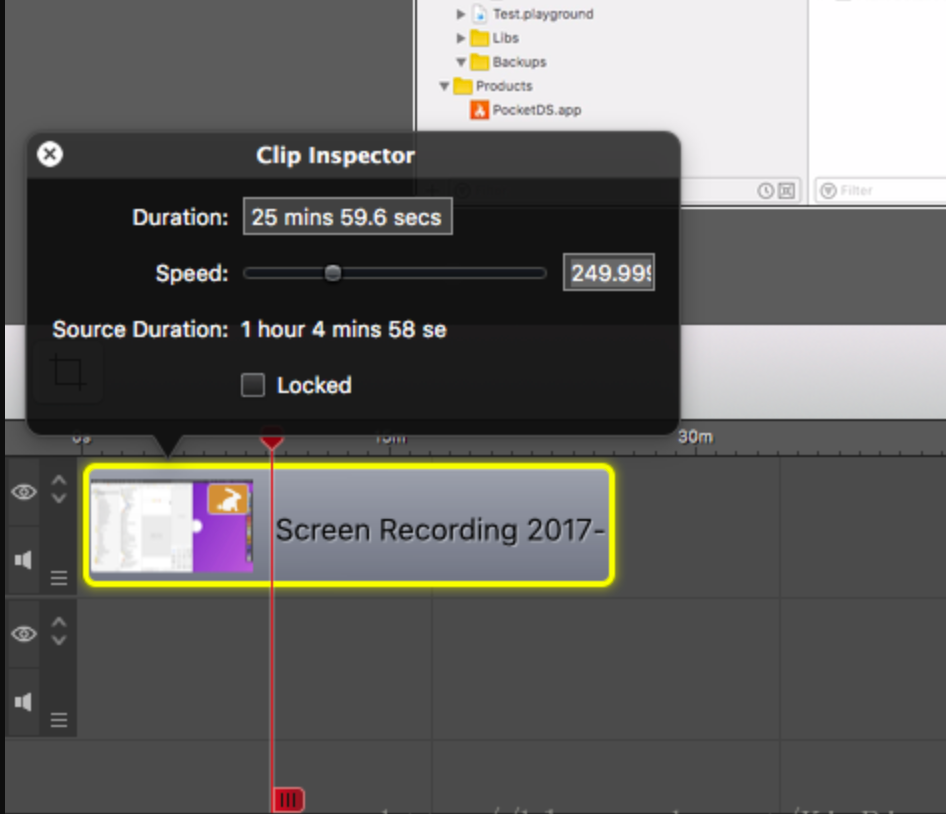 Test.playground
Libs
Backups
Products
PocketDS.app
Clip Inspector
Filter
Duration: 25 mins 59.6 secs
Speed: 249.999
Source Duration: 1 hour 4 mins 58 se
Locked
0s 15m 30m
Screen Recording 2017-